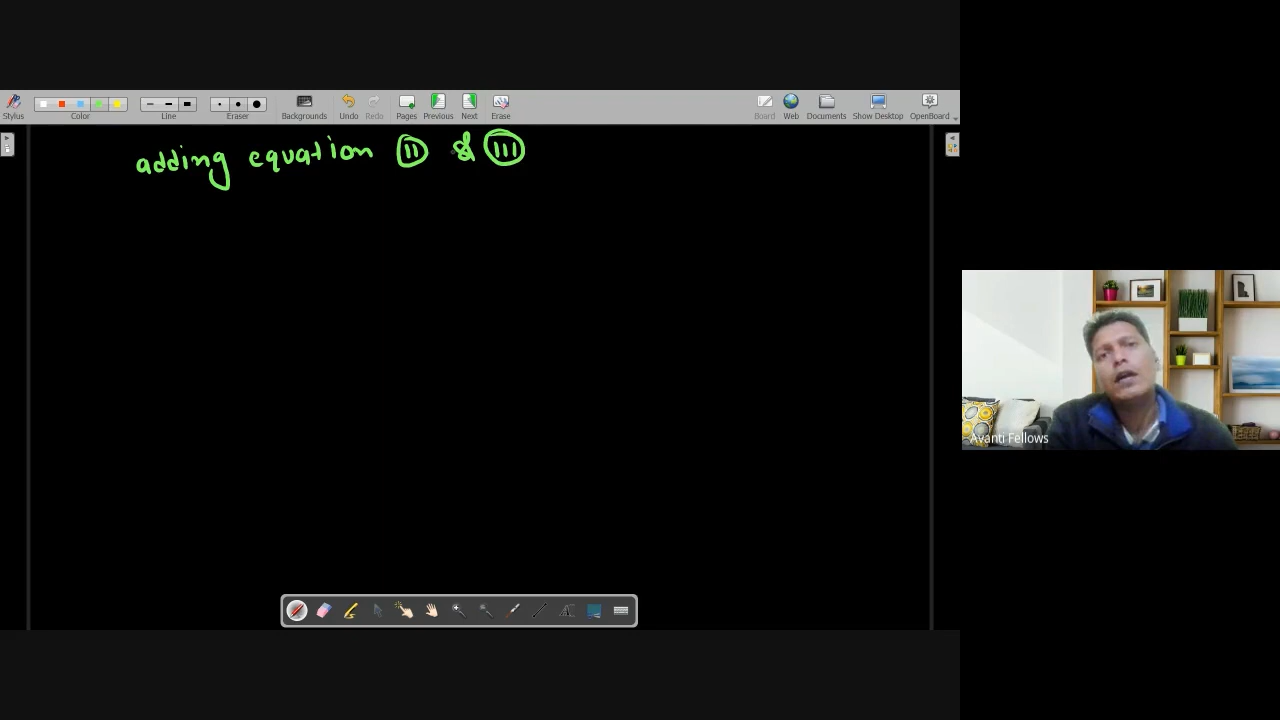 Stylus
Color
Line
Eraser
Backgrounds
Undo
Redo
Pages
Previous
Next
Erase
Board
Web
Documents
Show Desktop
OpenBoard
adding equation II & III
Avanti Fellows